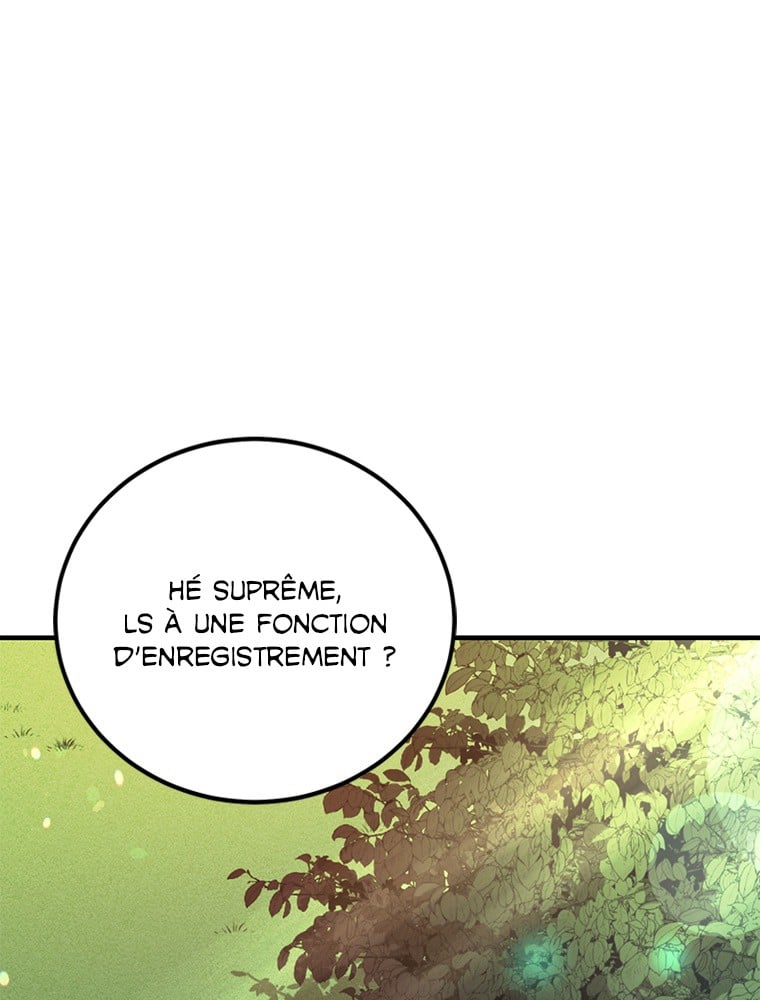 HÉ SUPRÊME,
LS À UNE FONCTION
D'ENREGISTREMENT ?